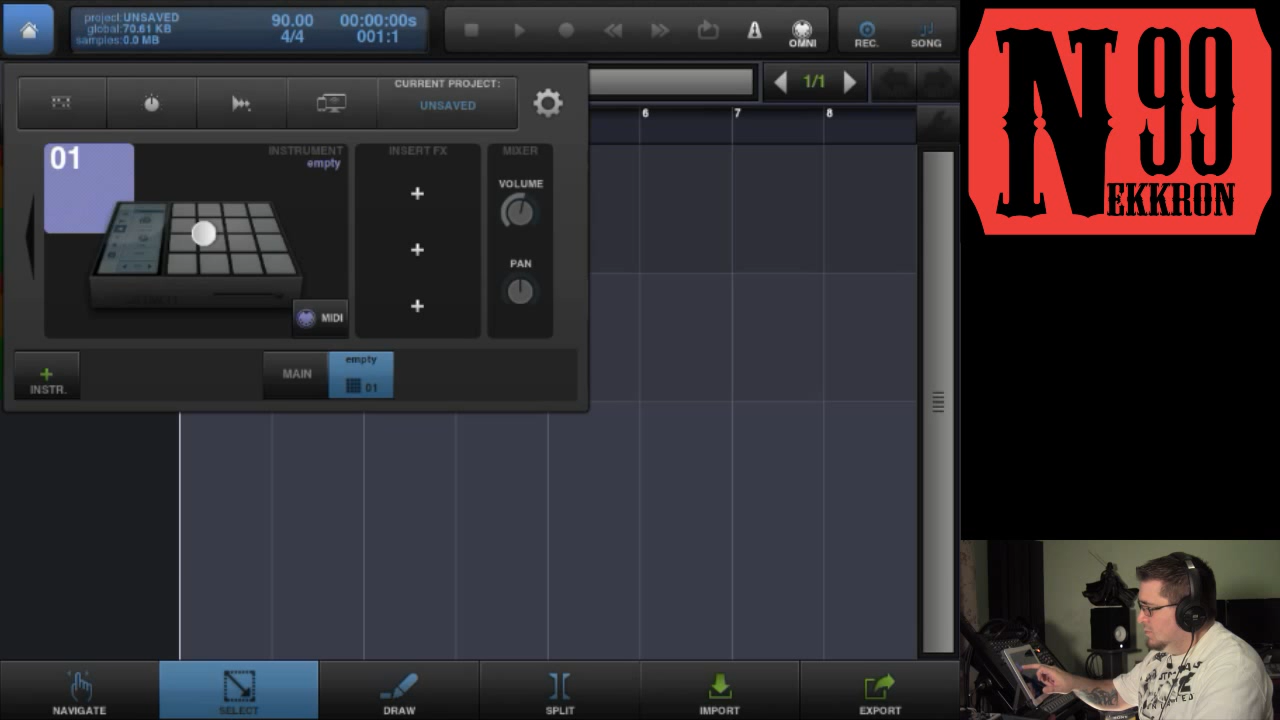 project: UNSAVED
global: 70.61 KB
samples: 0.0 MB
90.00
4/4
00:00:00s
001:1
OMNI
REC.
SONG
CURRENT PROJECT:
UNSAVED
1/1
6
7
8
01
INSTRUMENT
empty
INSERT FX
+
+
+
MIXER
VOLUME
PAN
MIDI
+
INSTR.
MAIN
empty
01
NAVIGATE
SELECT
DRAW
SPLIT
IMPORT
EXPORT
N99
NEKKRON